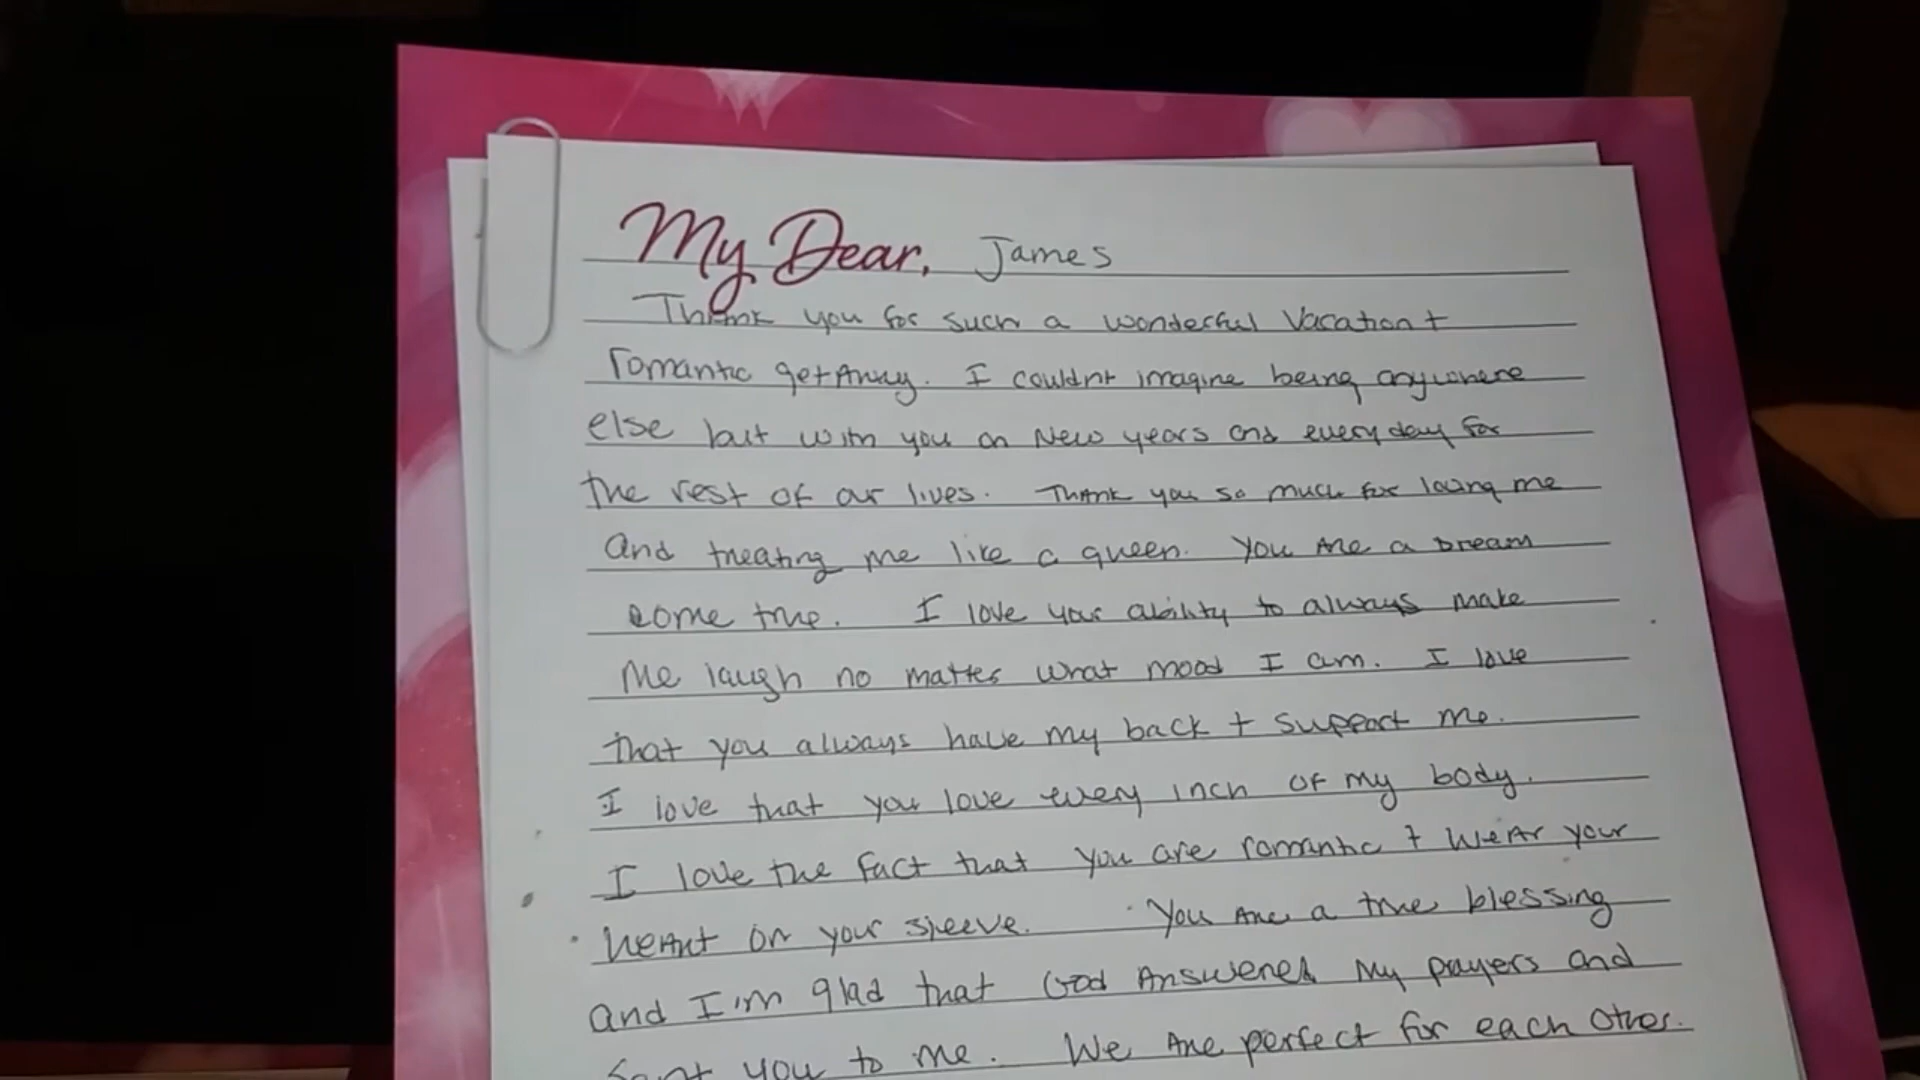 My Dear, James
Thank you for such a wonderful Vacation +
romantic getAway. I couldnt imagine being anywhere
else but with you on New years and every day for
the rest of our lives. Thank you so much for loving me
and treating me like a queen. You Are a Dream
come true. I love your ability to always make
Me laugh no matter what mood I am. I love
that you always have my back + support me.
I love that you love every inch of my body.
I love the fact that you are romantic + weAr your
HeArt on your sleeve. You Are a true blessing
and I'm glad that God Answered My prayers and
Sent you to me. We Are perfect for each other.